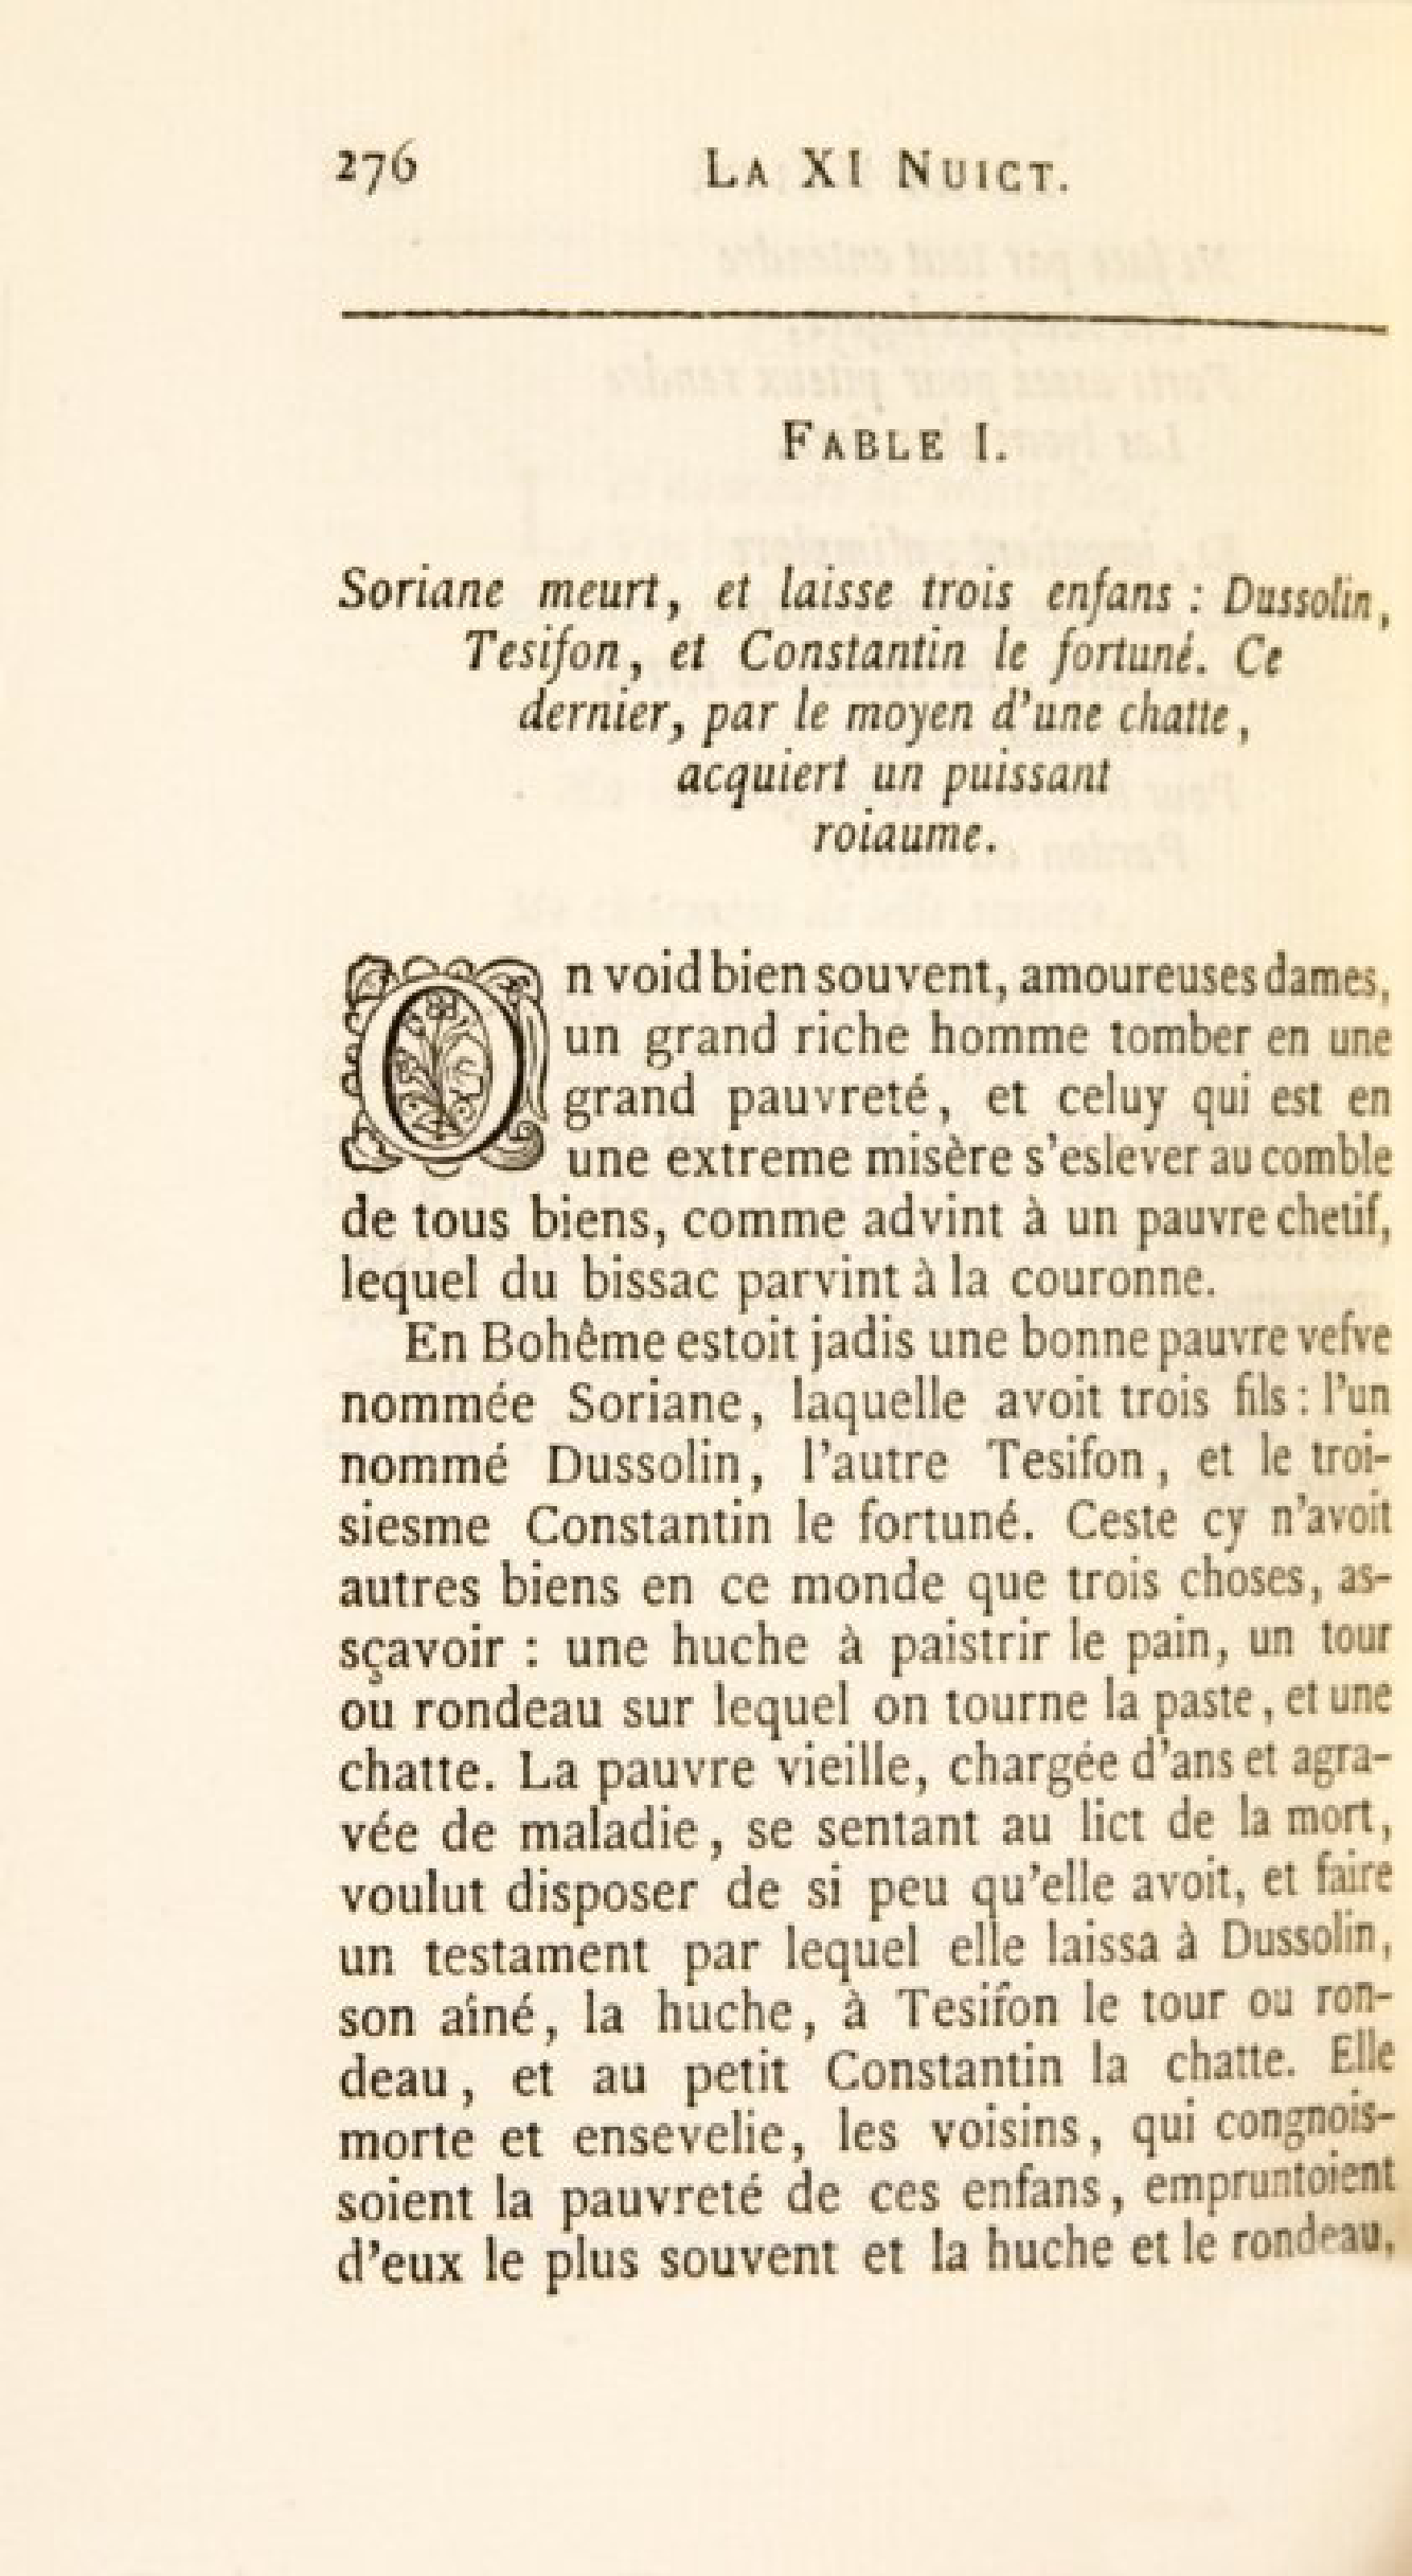 276 LA XI NUICT.
FABLE I.
Soriane meurt, et laisse trois enfans : Dussolin,
Tesifon, et Constantin le fortuné. Ce
dernier, par le moyen d'une chatte,
acquiert un puissant
roiaume.
On void bien souvent, amoureuses dames,
un grand riche homme tomber en une
grand pauvreté, et celuy qui est en
une extreme misère s'eslever au comble
de tous biens, comme advint à un pauvre chetif,
lequel du bissac parvint à la couronne.
En Bohême estoit jadis une bonne pauvre vefve
nommée Soriane, laquelle avoit trois fils : l'un
nommé Dussolin, l'autre Tesifon, et le troi-
siesme Constantin le fortuné. Ceste cy n'avoit
autres biens en ce monde que trois choses, as-
sçavoir : une huche à paistrir le pain, un tour
ou rondeau sur lequel on tourne la paste, et une
chatte. La pauvre vieille, chargée d'ans et agra-
vée de maladie, se sentant au lict de la mort,
voulut disposer de si peu qu'elle avoit, et faire
un testament par lequel elle laissa à Dussolin,
son aîné, la huche, à Tesifon le tour ou ron-
deau, et au petit Constantin la chatte. Elle
morte et ensevelie, les voisins, qui congnois-
soient la pauvreté de ces enfans, empruntoient
d'eux le plus souvent et la huche et le rondeau,